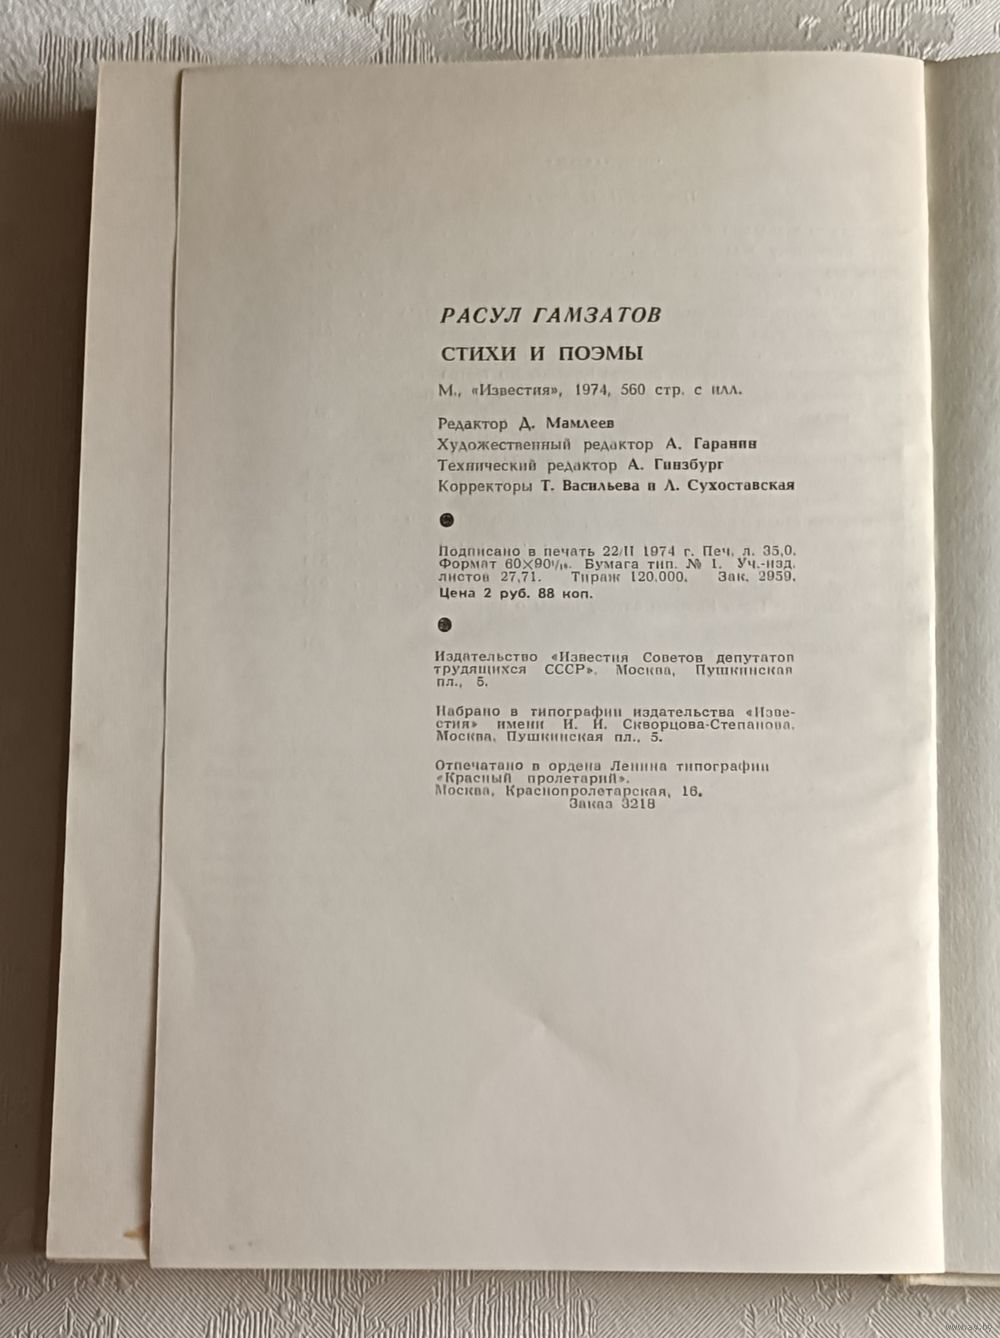 РАСУЛ ГАМЗАТОВ
СТИХИ И ПОЭМЫ
М., «Известия», 1974, 560 стр. с илл.
Редактор Д. Мамлеев
Художественный редактор А. Гаранин
Технический редактор А. Гинзбург
Корректоры Т. Васильева и Л. Сухоставская
Подписано в печать 22/II 1974 г. Печ. л. 35,0.
Формат 60×90¹/₁₆. Бумага тип. № 1. Уч.-изд.
листов 27,71. Тираж 120.000. Зак. 2959.
Цена 2 руб. 88 коп.
Издательство «Известия Советов депутатов
трудящихся СССР». Москва, Пушкинская
пл., 5.
Набрано в типографии издательства «Изве-
стия» имени И. И. Скворцова-Степанова.
Москва, Пушкинская пл., 5.
Отпечатано в ордена Ленина типографии
«Красный пролетарий».
Москва, Краснопролетарская, 16.
Заказ 3218